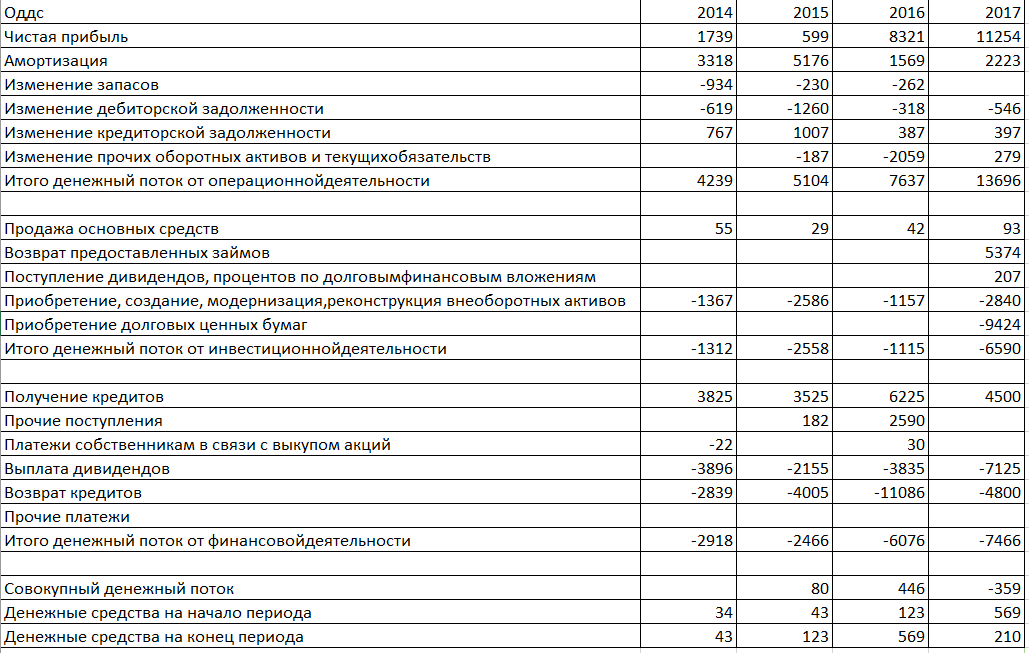 Оддс 2014 2015 2016 2017
Чистая прибыль 1739 599 8321 11254
Амортизация 3318 5176 1569 2223
Изменение запасов -934 -230 -262
Изменение дебиторской задолженности -619 -1260 -318 -546
Изменение кредиторской задолженности 767 1007 387 397
Изменение прочих оборотных активов и текущихобязательств -187 -2059 279
Итого денежный поток от операционнойдеятельности 4239 5104 7637 13696
Продажа основных средств 55 29 42 93
Возврат предоставленных займов 5374
Поступление дивидендов, процентов по долговымфинансовым вложениям 207
Приобретение, создание, модернизация,реконструкция внеоборотных активов -1367 -2586 -1157 -2840
Приобретение долговых ценных бумаг -9424
Итого денежный поток от инвестиционнойдеятельности -1312 -2558 -1115 -6590
Получение кредитов 3825 3525 6225 4500
Прочие поступления 182 2590
Платежи собственникам в связи с выкупом акций -22 30
Выплата дивидендов -3896 -2155 -3835 -7125
Возврат кредитов -2839 -4005 -11086 -4800
Прочие платежи
Итого денежный поток от финансовойдеятельности -2918 -2466 -6076 -7466
Совокупный денежный поток 80 446 -359
Денежные средства на начало периода 34 43 123 569
Денежные средства на конец периода 43 123 569 210